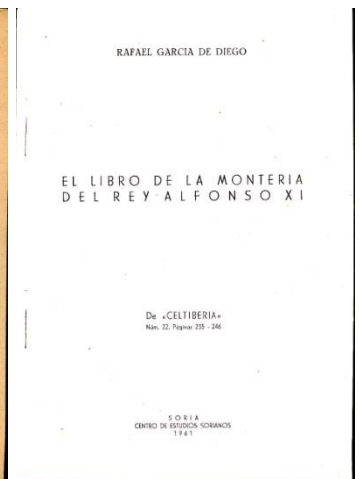 RAFAEL GARCIA DE DIEGO
EL LIBRO DE LA MONTERIA
DEL REY ALFONSO XI
De «CELTIBERIA»
Núm. 22. Páginas 235 - 246
SORIA
CENTRO DE ESTUDIOS SORIANOS
1961